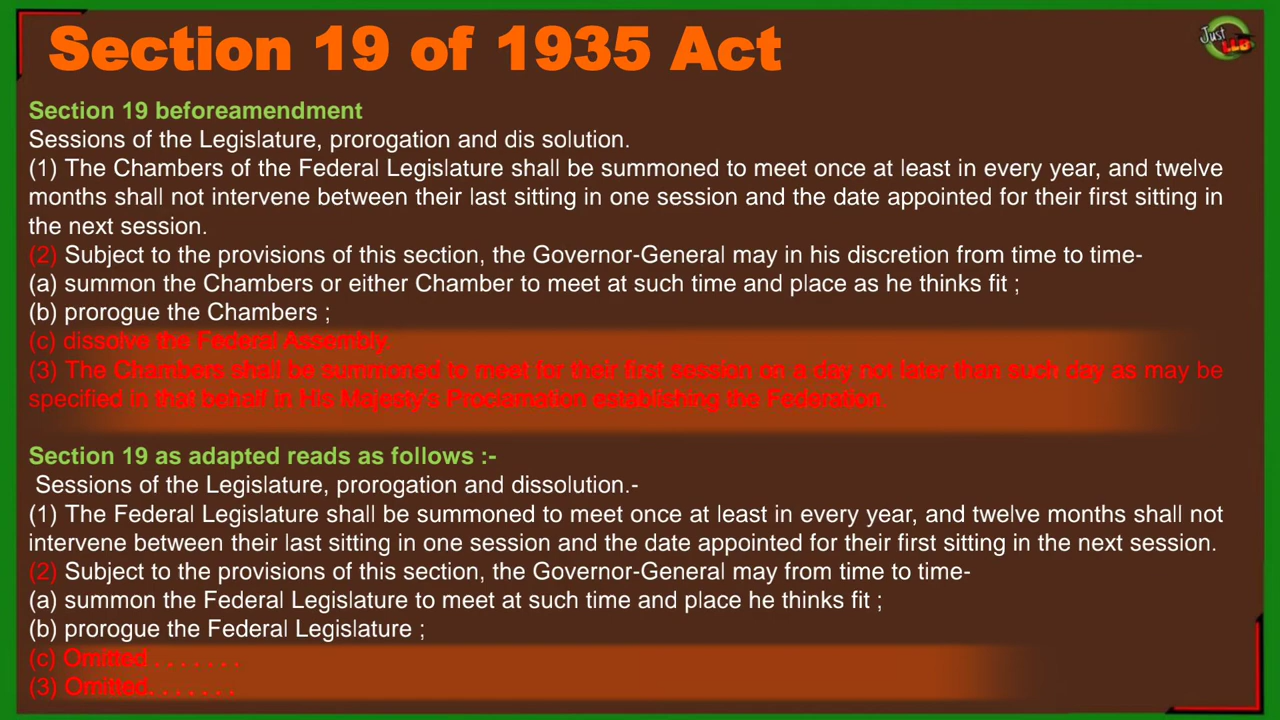 Section 19 of 1935 Act
Just
LLB
Section 19 beforeamendment
Sessions of the Legislature, prorogation and dis solution.
(1) The Chambers of the Federal Legislature shall be summoned to meet once at least in every year, and twelve
months shall not intervene between their last sitting in one session and the date appointed for their first sitting in
the next session.
(2) Subject to the provisions of this section, the Governor-General may in his discretion from time to time-
(a) summon the Chambers or either Chamber to meet at such time and place as he thinks fit ;
(b) prorogue the Chambers ;
(c) dissolve the Federal Assembly.
(3) The Chambers shall be summoned to meet for their first session on a day not later than such day as may be
specified in that behalf in His Majesty's Proclamation establishing the Federation.
Section 19 as adapted reads as follows :-
Sessions of the Legislature, prorogation and dissolution.-
(1) The Federal Legislature shall be summoned to meet once at least in every year, and twelve months shall not
intervene between their last sitting in one session and the date appointed for their first sitting in the next session.
(2) Subject to the provisions of this section, the Governor-General may from time to time-
(a) summon the Federal Legislature to meet at such time and place he thinks fit ;
(b) prorogue the Federal Legislature ;
(c) Omitted . . . . . . .
(3) Omitted. . . . . . .